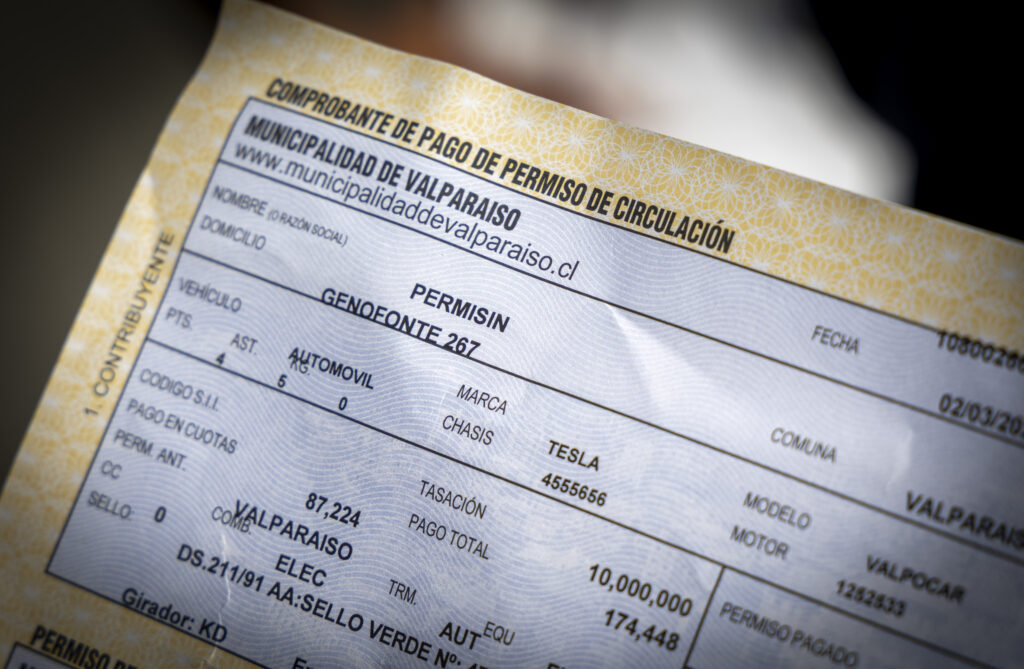 COMPROBANTE DE PAGO DE PERMISO DE CIRCULACIÓN
MUNICIPALIDAD DE VALPARAISO
www.municipalidaddevalparaiso.cl
NOMBRE (O RAZÓN SOCIAL) PERMISIN FECHA 02/03/
DOMICILIO GENOFONTE 267 COMUNA VALPARAIS
VEHÍCULO AUTOMOVIL MARCA TESLA MODELO VALPOCAR
PTS. 4 AST. 5 KG. 0 CHASIS 4555656 MOTOR
CODIGO S.I.I. TASACIÓN 10,000,000 PERMISO PAGADO
PAGO EN CUOTAS 87,224 PAGO TOTAL 174,448
PERM. ANT. VALPARAISO
CC COMB. ELEC TRM. AUT EQU
SELLO: 0 DS.211/91 AA:SELLO VERDE Nº:
Girador: KD
1. CONTRIBUYENTE
PERMISO DE